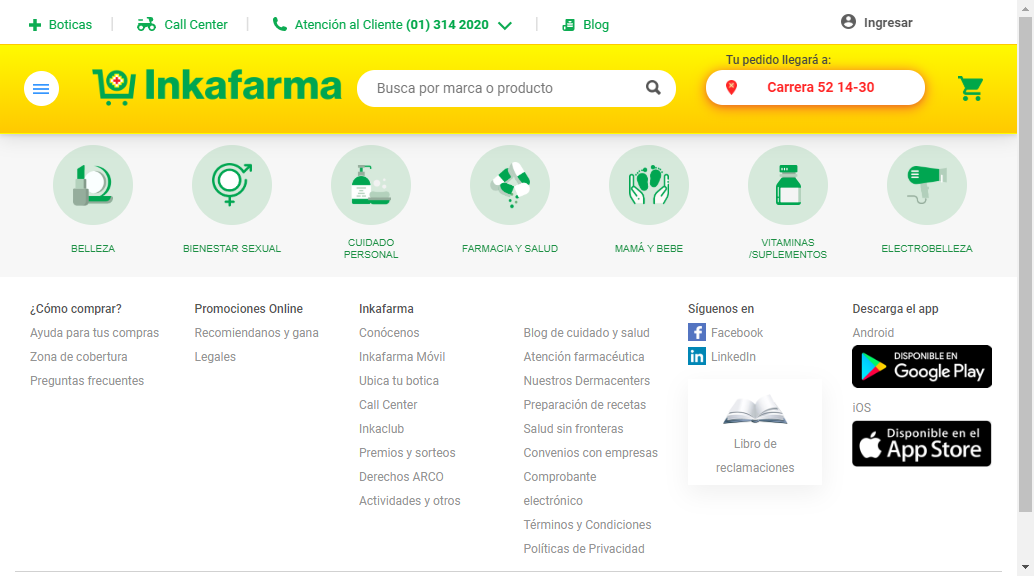 Boticas
Call Center
Atención al Cliente (01) 314 2020
Blog
Ingresar
Inkafarma
Busca por marca o producto
Tu pedido llegará a:
Carrera 52 14-30
BELLEZA
BIENESTAR SEXUAL
CUIDADO
PERSONAL
FARMACIA Y SALUD
MAMÁ Y BEBE
VITAMINAS
/SUPLEMENTOS
ELECTROBELLEZA
¿Cómo comprar?
Ayuda para tus compras
Zona de cobertura
Preguntas frecuentes
Promociones Online
Recomiendanos y gana
Legales
Inkafarma
Conócenos
Inkafarma Móvil
Ubica tu botica
Call Center
Inkaclub
Premios y sorteos
Derechos ARCO
Actividades y otros
Blog de cuidado y salud
Atención farmacéutica
Nuestros Dermacenters
Preparación de recetas
Salud sin fronteras
Convenios con empresas
Comprobante
electrónico
Términos y Condiciones
Políticas de Privacidad
Síguenos en
Facebook
LinkedIn
Libro de
reclamaciones
Descarga el app
Android
DISPONIBLE EN
Google Play
iOS
Disponible en el
App Store